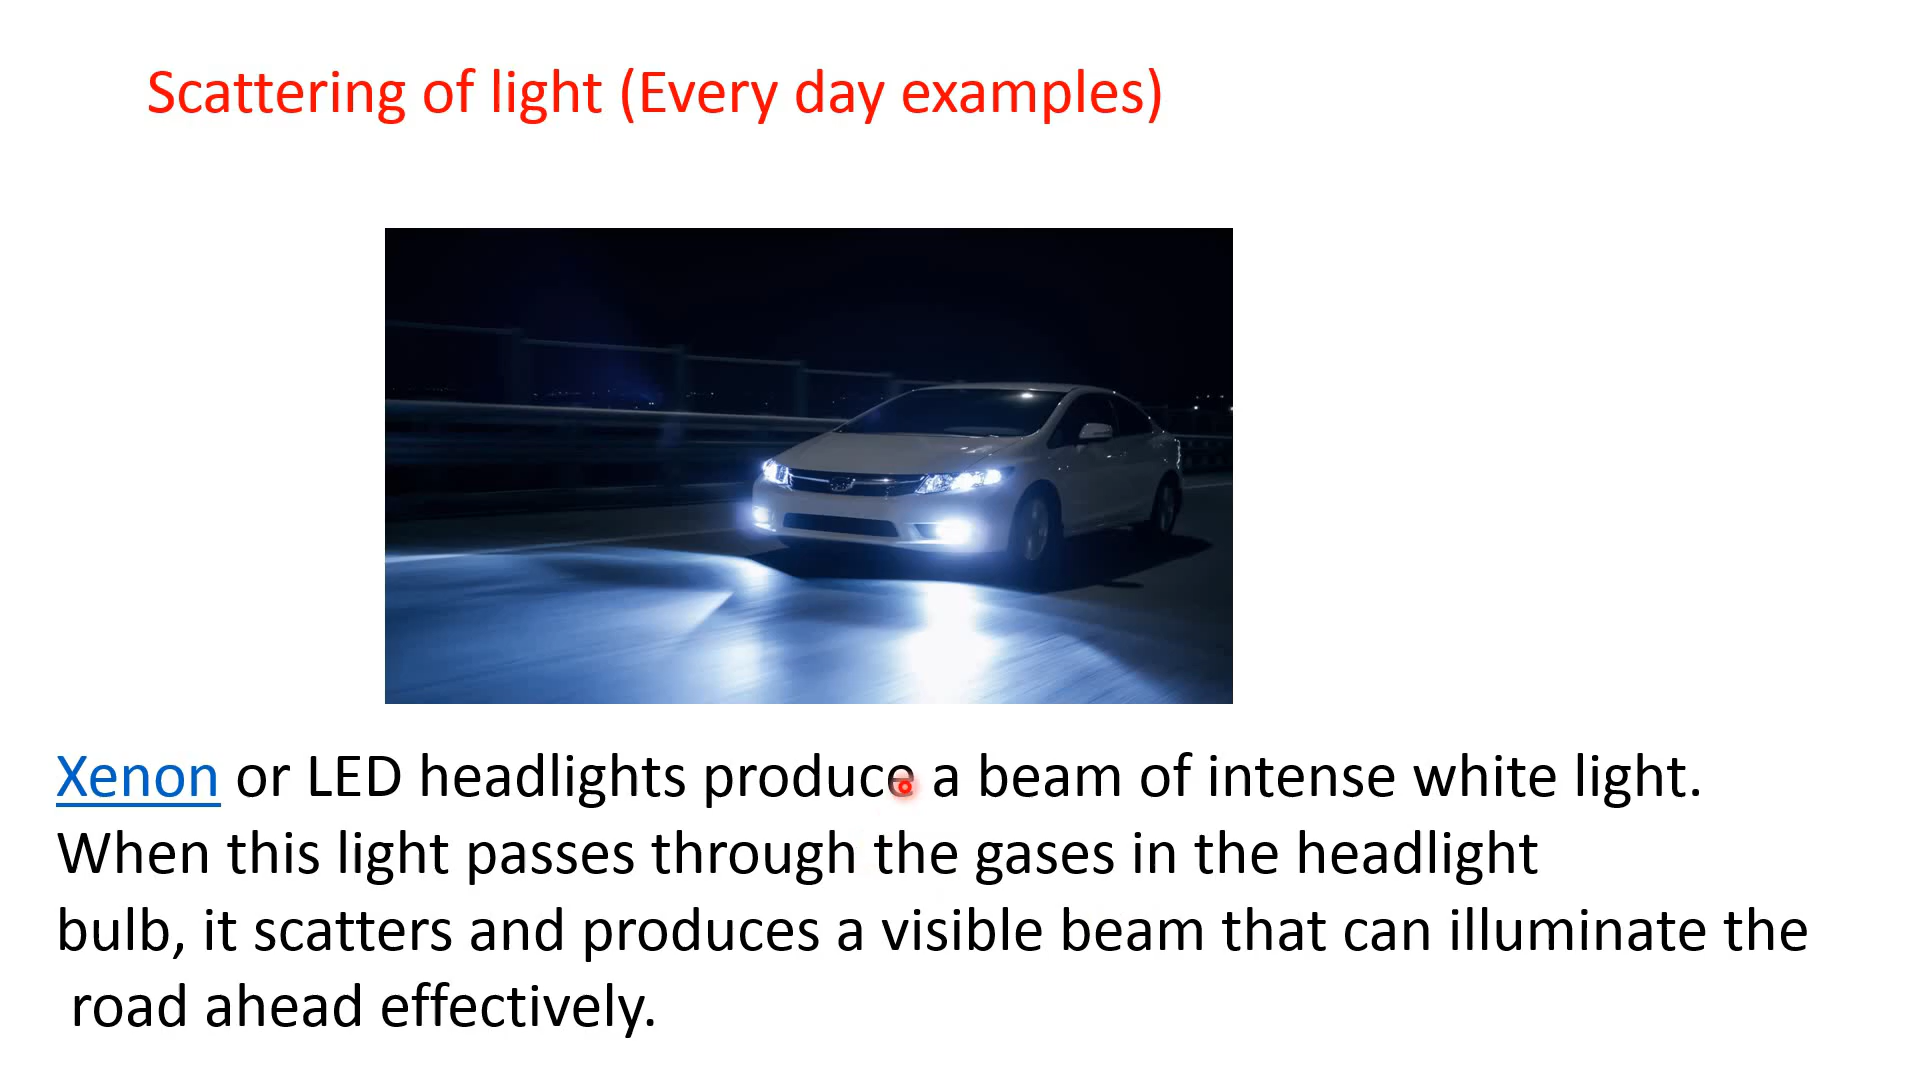 Scattering of light (Every day examples)
Xenon or LED headlights produce a beam of intense white light.
When this light passes through the gases in the headlight
bulb, it scatters and produces a visible beam that can illuminate the
road ahead effectively.